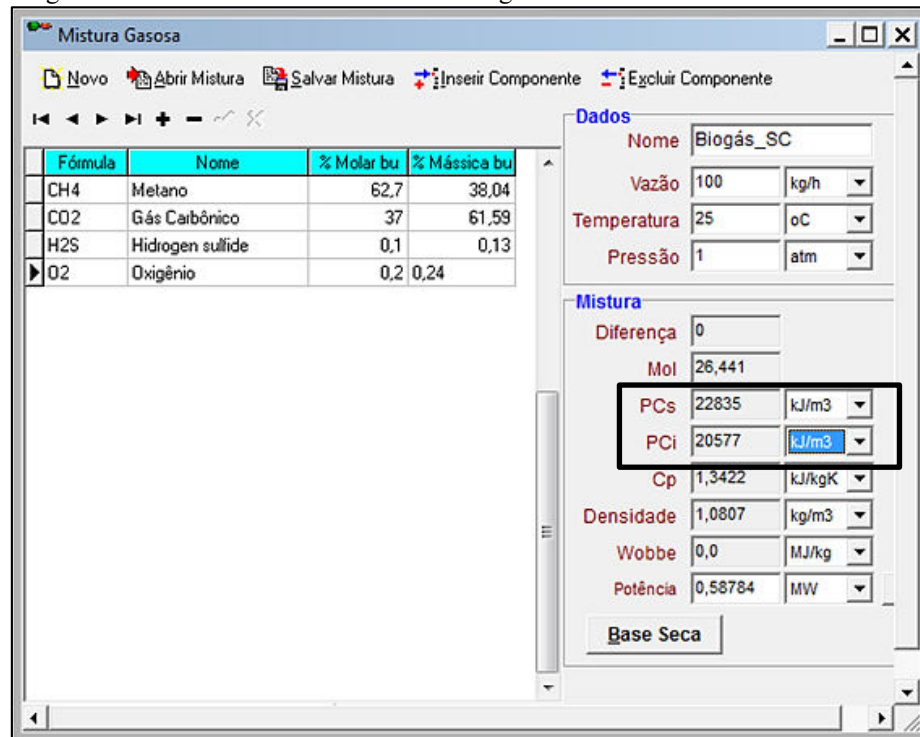 Mistura Gasosa
Novo Abrir Mistura Salvar Mistura Inserir Componente Excluir Componente
Fórmula Nome % Molar bu % Mássica bu
CH4 Metano 62,7 38,04
CO2 Gás Carbônico 37 61,59
H2S Hidrogen sulfide 0,1 0,13
O2 Oxigênio 0,2 0,24
Dados
Nome Biogás_SC
Vazão 100 kg/h
Temperatura 25 oC
Pressão 1 atm
Mistura
Diferença 0
Mol 26,441
PCs 22835 kJ/m3
PCi 20577 kJ/m3
Cp 1,3422 kJ/kgK
Densidade 1,0807 kg/m3
Wobbe 0,0 MJ/kg
Potência 0,58784 MW
Base Seca